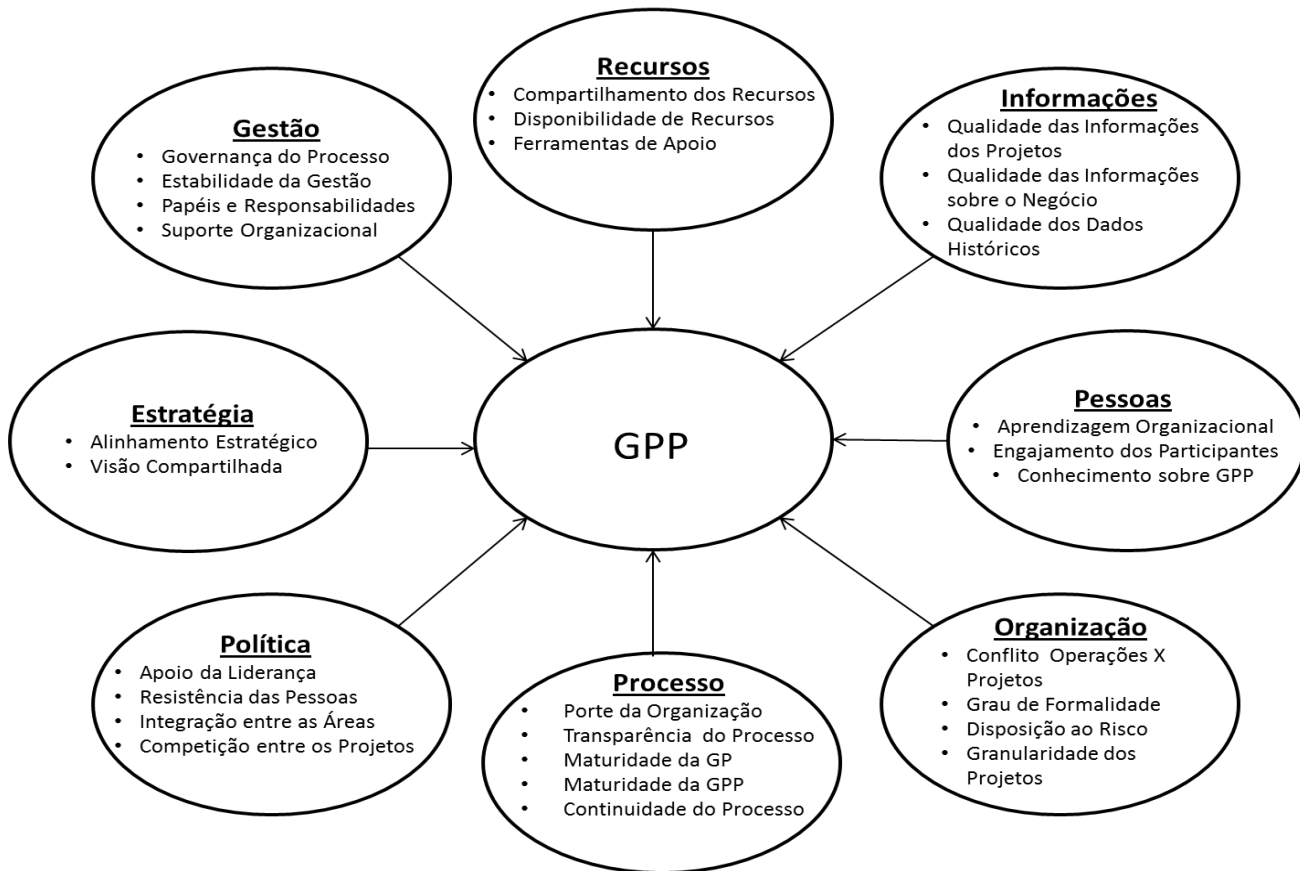 Recursos
• Compartilhamento dos Recursos
• Disponibilidade de Recursos
• Ferramentas de Apoio
Gestão
• Governança do Processo
• Estabilidade da Gestão
• Papéis e Responsabilidades
• Suporte Organizacional
Informações
• Qualidade das Informações
dos Projetos
• Qualidade das Informações
sobre o Negócio
• Qualidade dos Dados
Históricos
Estratégia
• Alinhamento Estratégico
• Visão Compartilhada
GPP
Pessoas
• Aprendizagem Organizacional
• Engajamento dos Participantes
• Conhecimento sobre GPP
Política
• Apoio da Liderança
• Resistência das Pessoas
• Integração entre as Áreas
• Competição entre os Projetos
Processo
• Porte da Organização
• Transparência do Processo
• Maturidade da GP
• Maturidade da GPP
• Continuidade do Processo
Organização
• Conflito Operações X
Projetos
• Grau de Formalidade
• Disposição ao Risco
• Granularidade dos
Projetos